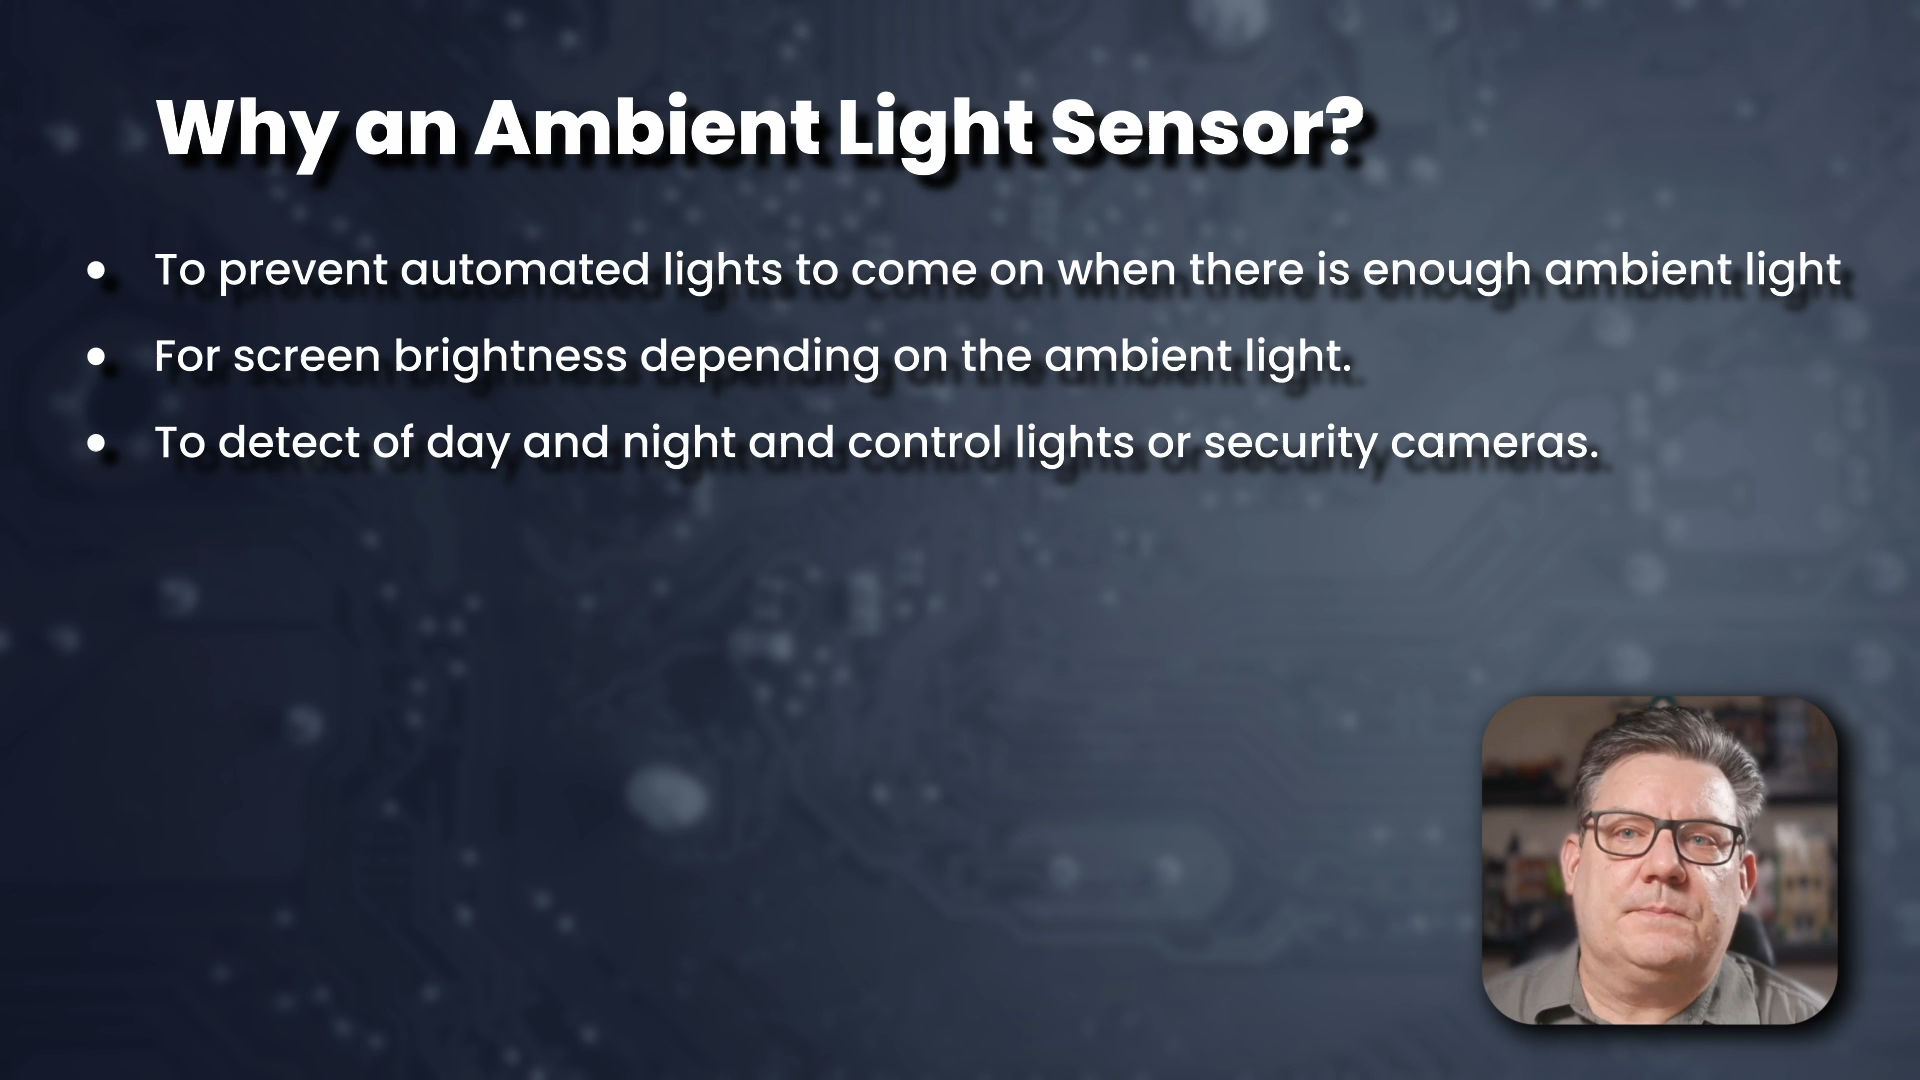 Why an Ambient Light Sensor?
• To prevent automated lights to come on when there is enough ambient light
• For screen brightness depending on the ambient light.
• To detect of day and night and control lights or security cameras.